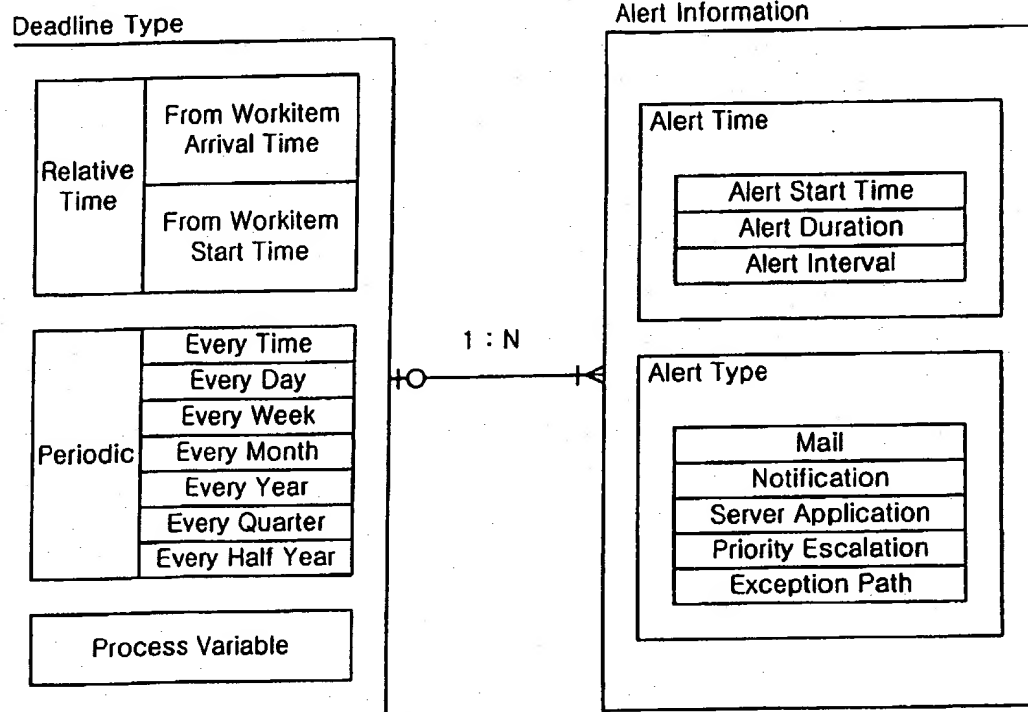 Deadline Type
Relative
Time
From Workitem
Arrival Time
From Workitem
Start Time
Periodic
Every Time
Every Day
Every Week
Every Month
Every Year
Every Quarter
Every Half Year
Process Variable
1 : N
Alert Information
Alert Time
Alert Start Time
Alert Duration
Alert Interval
Alert Type
Mail
Notification
Server Application
Priority Escalation
Exception Path